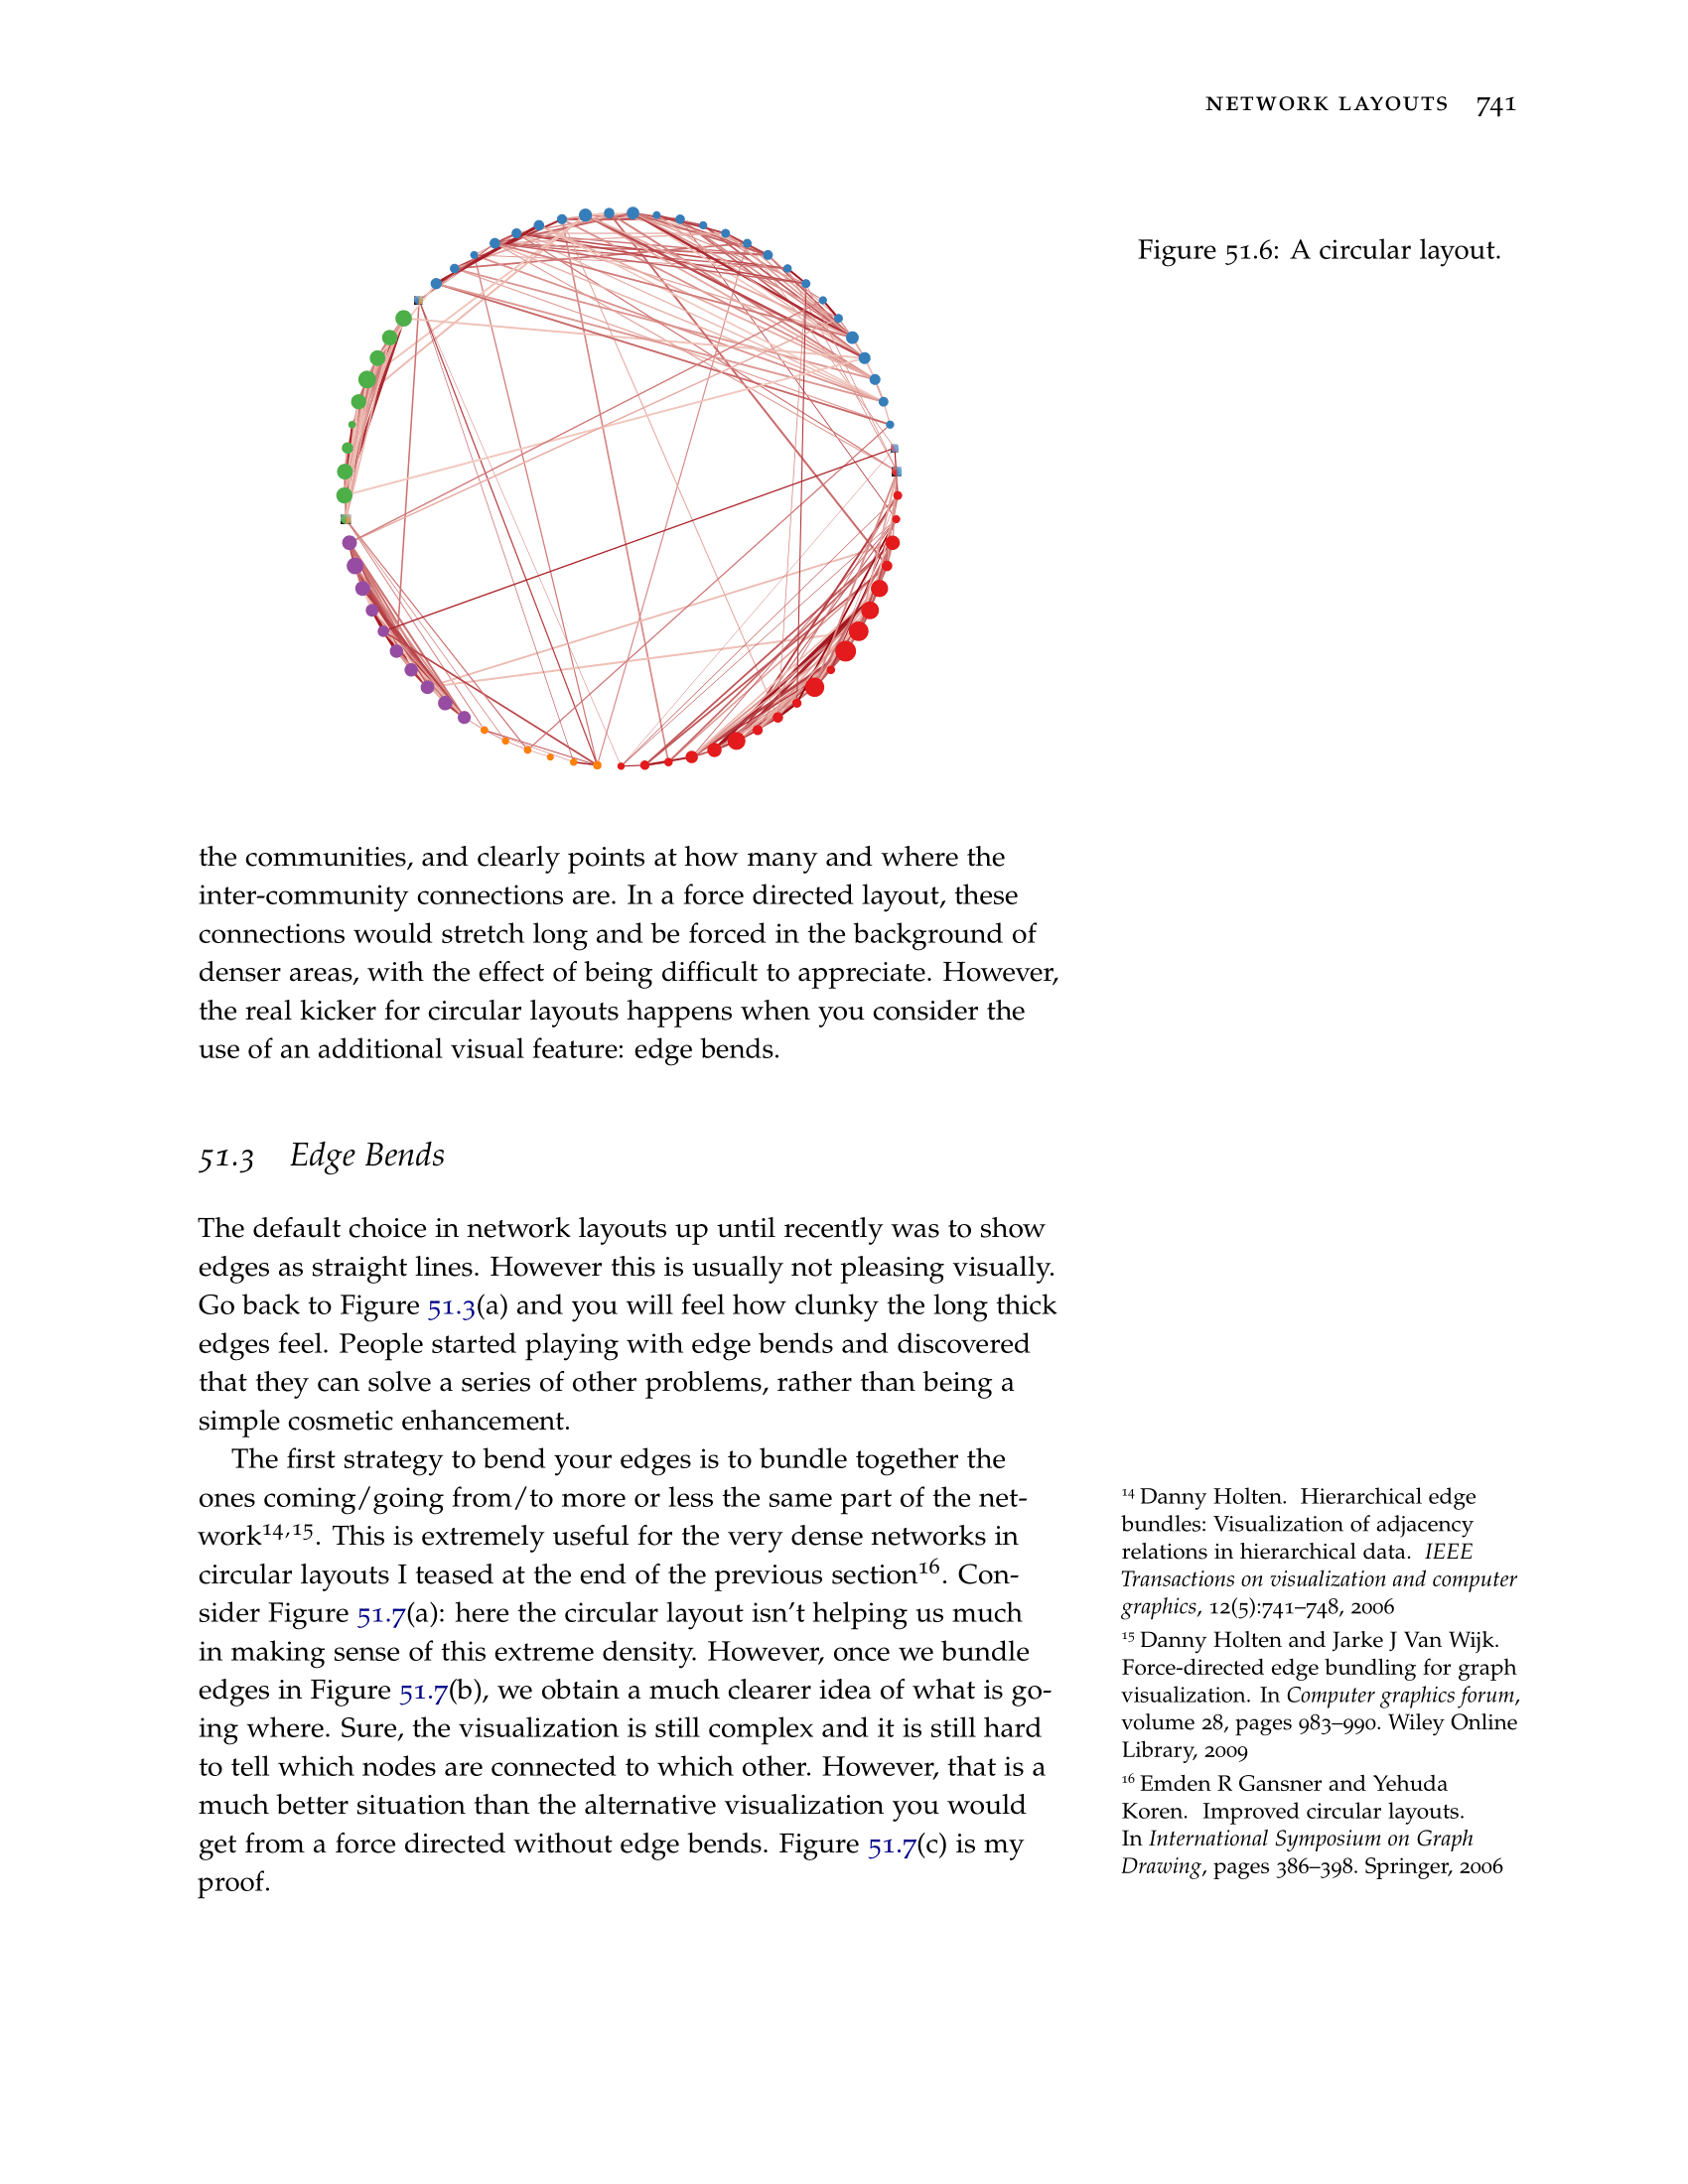 NETWORK LAYOUTS 741
Figure 51.6: A circular layout.
the communities, and clearly points at how many and where the
inter-community connections are. In a force directed layout, these
connections would stretch long and be forced in the background of
denser areas, with the effect of being difficult to appreciate. However,
the real kicker for circular layouts happens when you consider the
use of an additional visual feature: edge bends.
51.3 Edge Bends
The default choice in network layouts up until recently was to show
edges as straight lines. However this is usually not pleasing visually.
Go back to Figure 51.3(a) and you will feel how clunky the long thick
edges feel. People started playing with edge bends and discovered
that they can solve a series of other problems, rather than being a
simple cosmetic enhancement.
The first strategy to bend your edges is to bundle together the
ones coming/going from/to more or less the same part of the net-
work14,15. This is extremely useful for the very dense networks in
circular layouts I teased at the end of the previous section16. Con-
sider Figure 51.7(a): here the circular layout isn't helping us much
in making sense of this extreme density. However, once we bundle
edges in Figure 51.7(b), we obtain a much clearer idea of what is go-
ing where. Sure, the visualization is still complex and it is still hard
to tell which nodes are connected to which other. However, that is a
much better situation than the alternative visualization you would
get from a force directed without edge bends. Figure 51.7(c) is my
proof.
14 Danny Holten. Hierarchical edge
bundles: Visualization of adjacency
relations in hierarchical data. IEEE
Transactions on visualization and computer
graphics, 12(5):741–748, 2006
15 Danny Holten and Jarke J Van Wijk.
Force-directed edge bundling for graph
visualization. In Computer graphics forum,
volume 28, pages 983–990. Wiley Online
Library, 2009
16 Emden R Gansner and Yehuda
Koren. Improved circular layouts.
In International Symposium on Graph
Drawing, pages 386–398. Springer, 2006